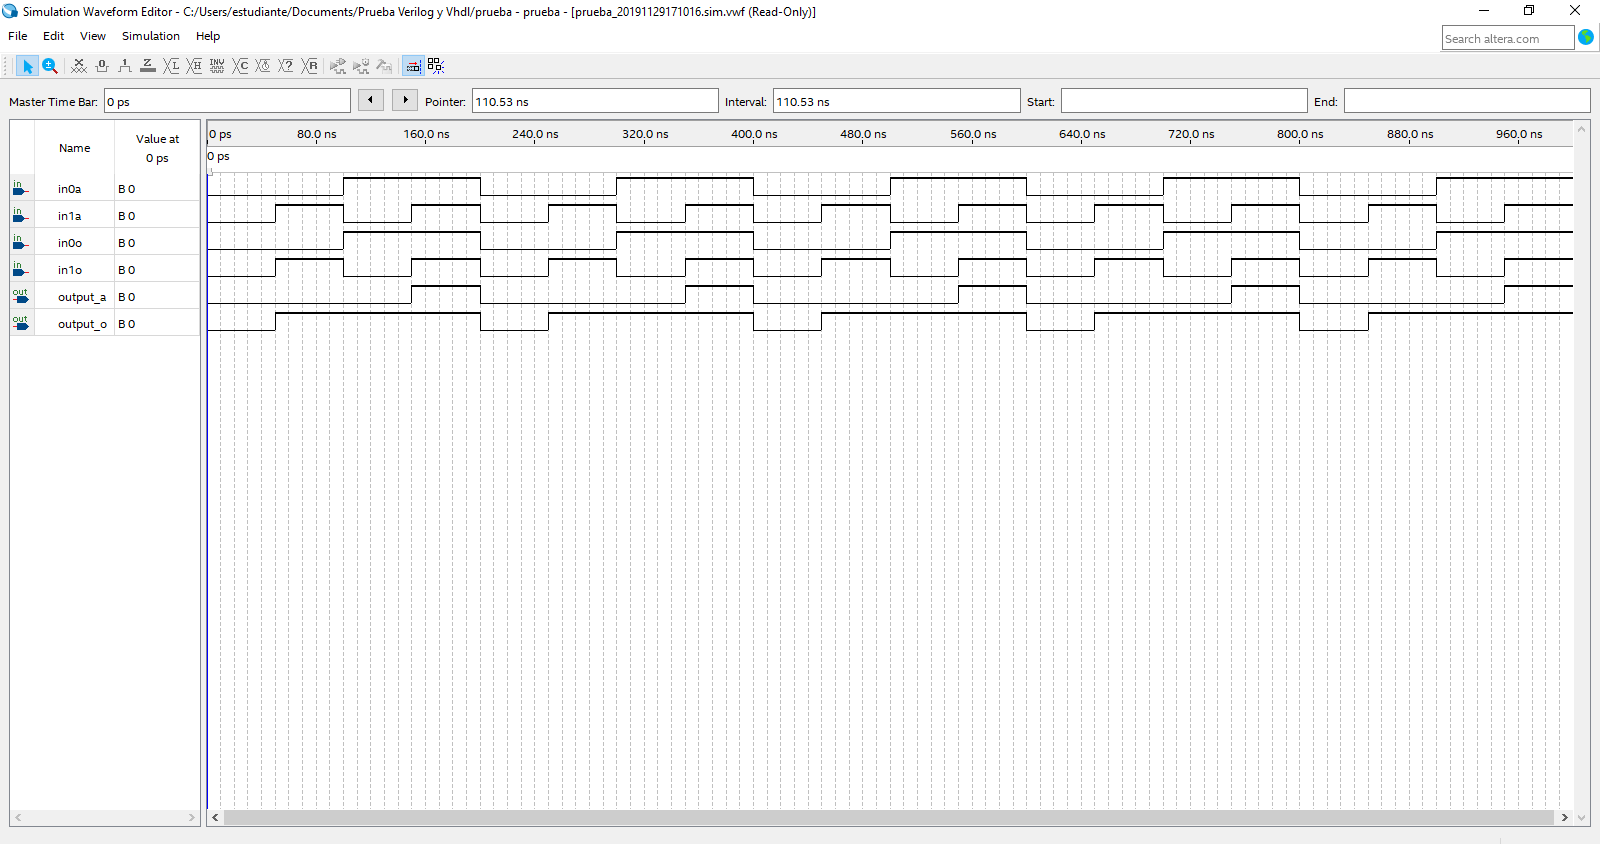 Simulation Waveform Editor - C:/Users/estudiante/Documents/Prueba Verilog y Vhdl/prueba - prueba - [prueba_20191129171016.sim.vwf (Read-Only)]
File Edit View Simulation Help
Search altera.com
Master Time Bar: 0 ps Pointer: 110.53 ns Interval: 110.53 ns Start: End:
Name Value at 0 ps
0 ps 80.0 ns 160.0 ns 240.0 ns 320.0 ns 400.0 ns 480.0 ns 560.0 ns 640.0 ns 720.0 ns 800.0 ns 880.0 ns 960.0 ns
0 ps
in in0a B 0
in in1a B 0
in in0o B 0
in in1o B 0
out output_a B 0
out output_o B 0